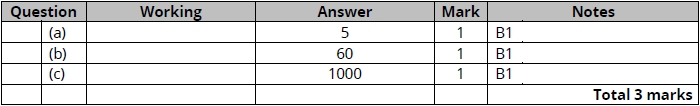 Question Working Answer Mark Notes
(a) 5 1 B1
(b) 60 1 B1
(c) 1000 1 B1
Total 3 marks